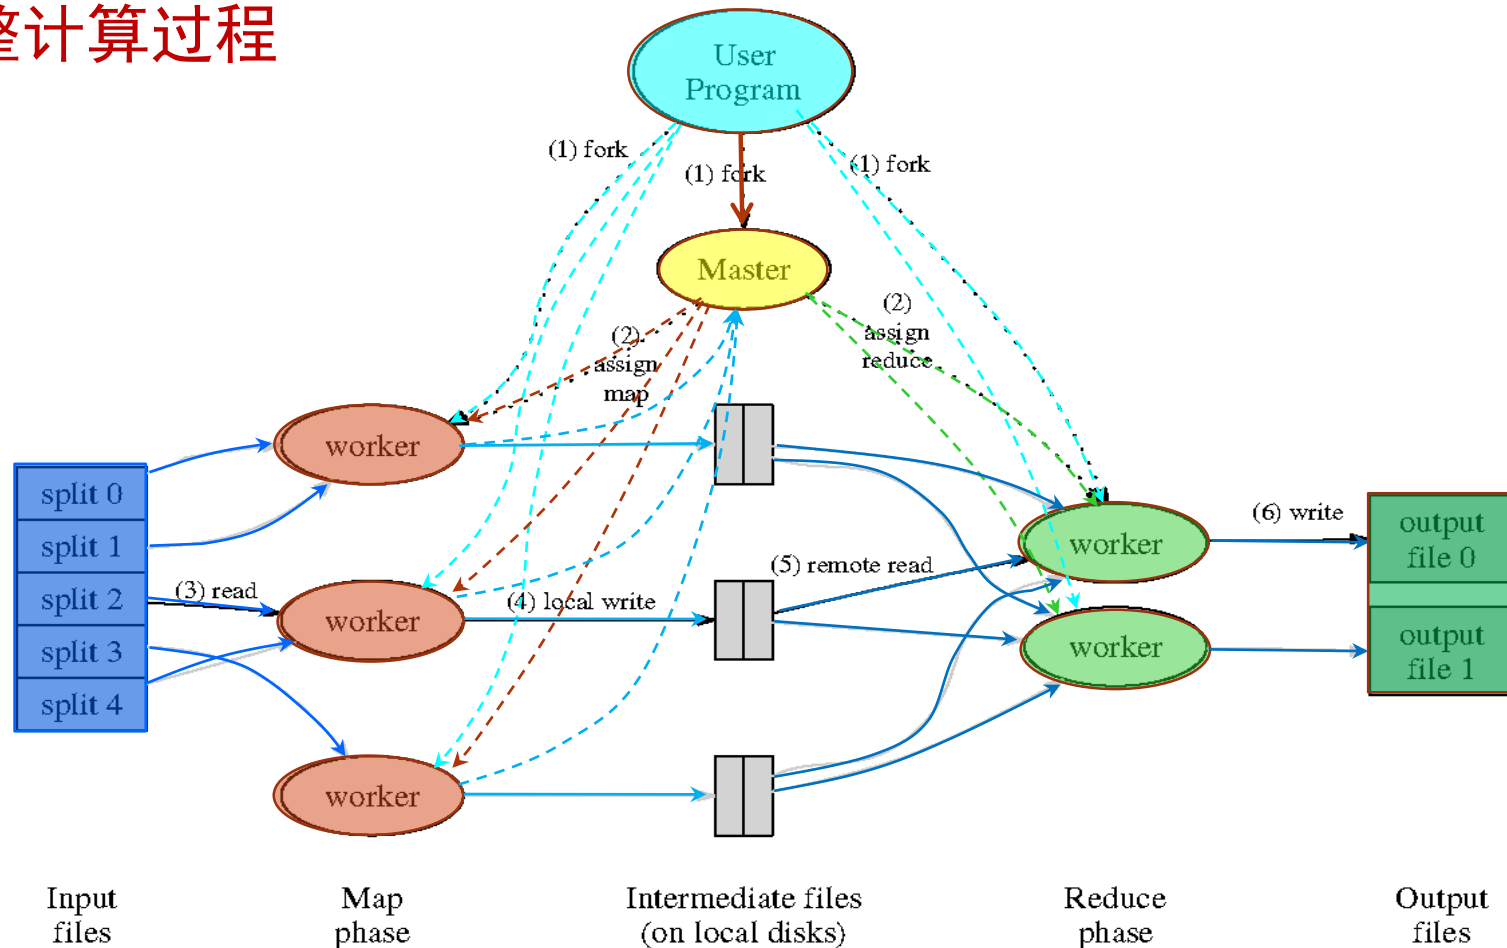 整计算过程
User
Program
(1) fork
(1) fork
(1) fork
Master
(2)
assign
map
(2)
assign
reduce
worker
split 0
split 1
split 2
split 3
split 4
(3) read
worker
(4) local write
worker
(5) remote read
worker
worker
(6) write
output
file 0
output
file 1
Input
files
Map
phase
Intermediate files
(on local disks)
Reduce
phase
Output
files